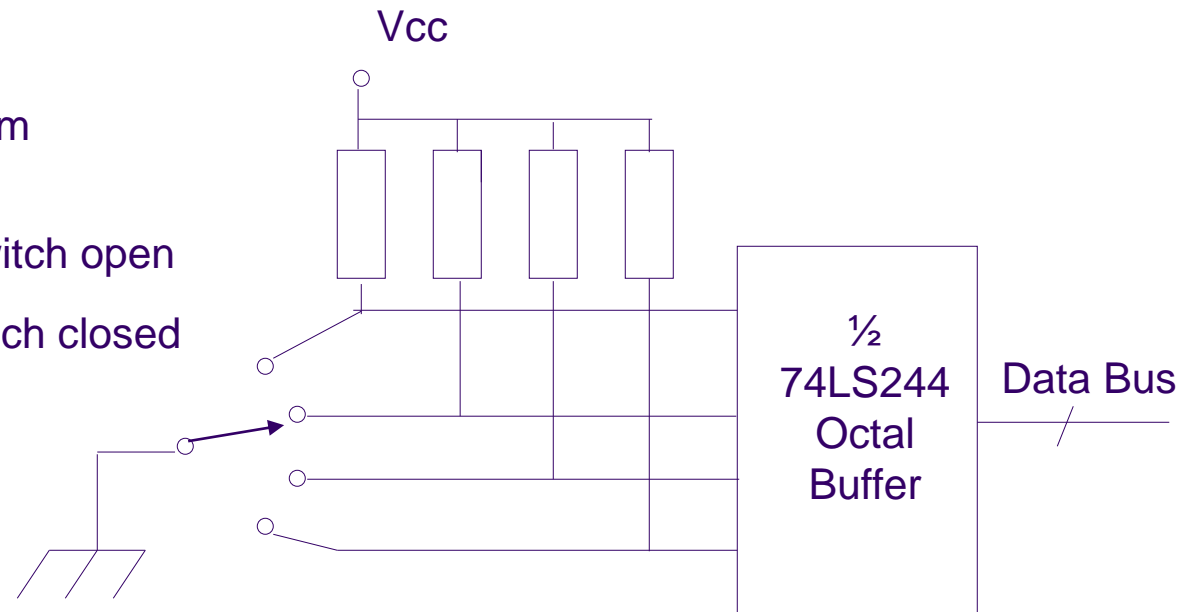 Vcc
m
itch open
ch closed
½
74LS244
Octal
Buffer
Data Bus